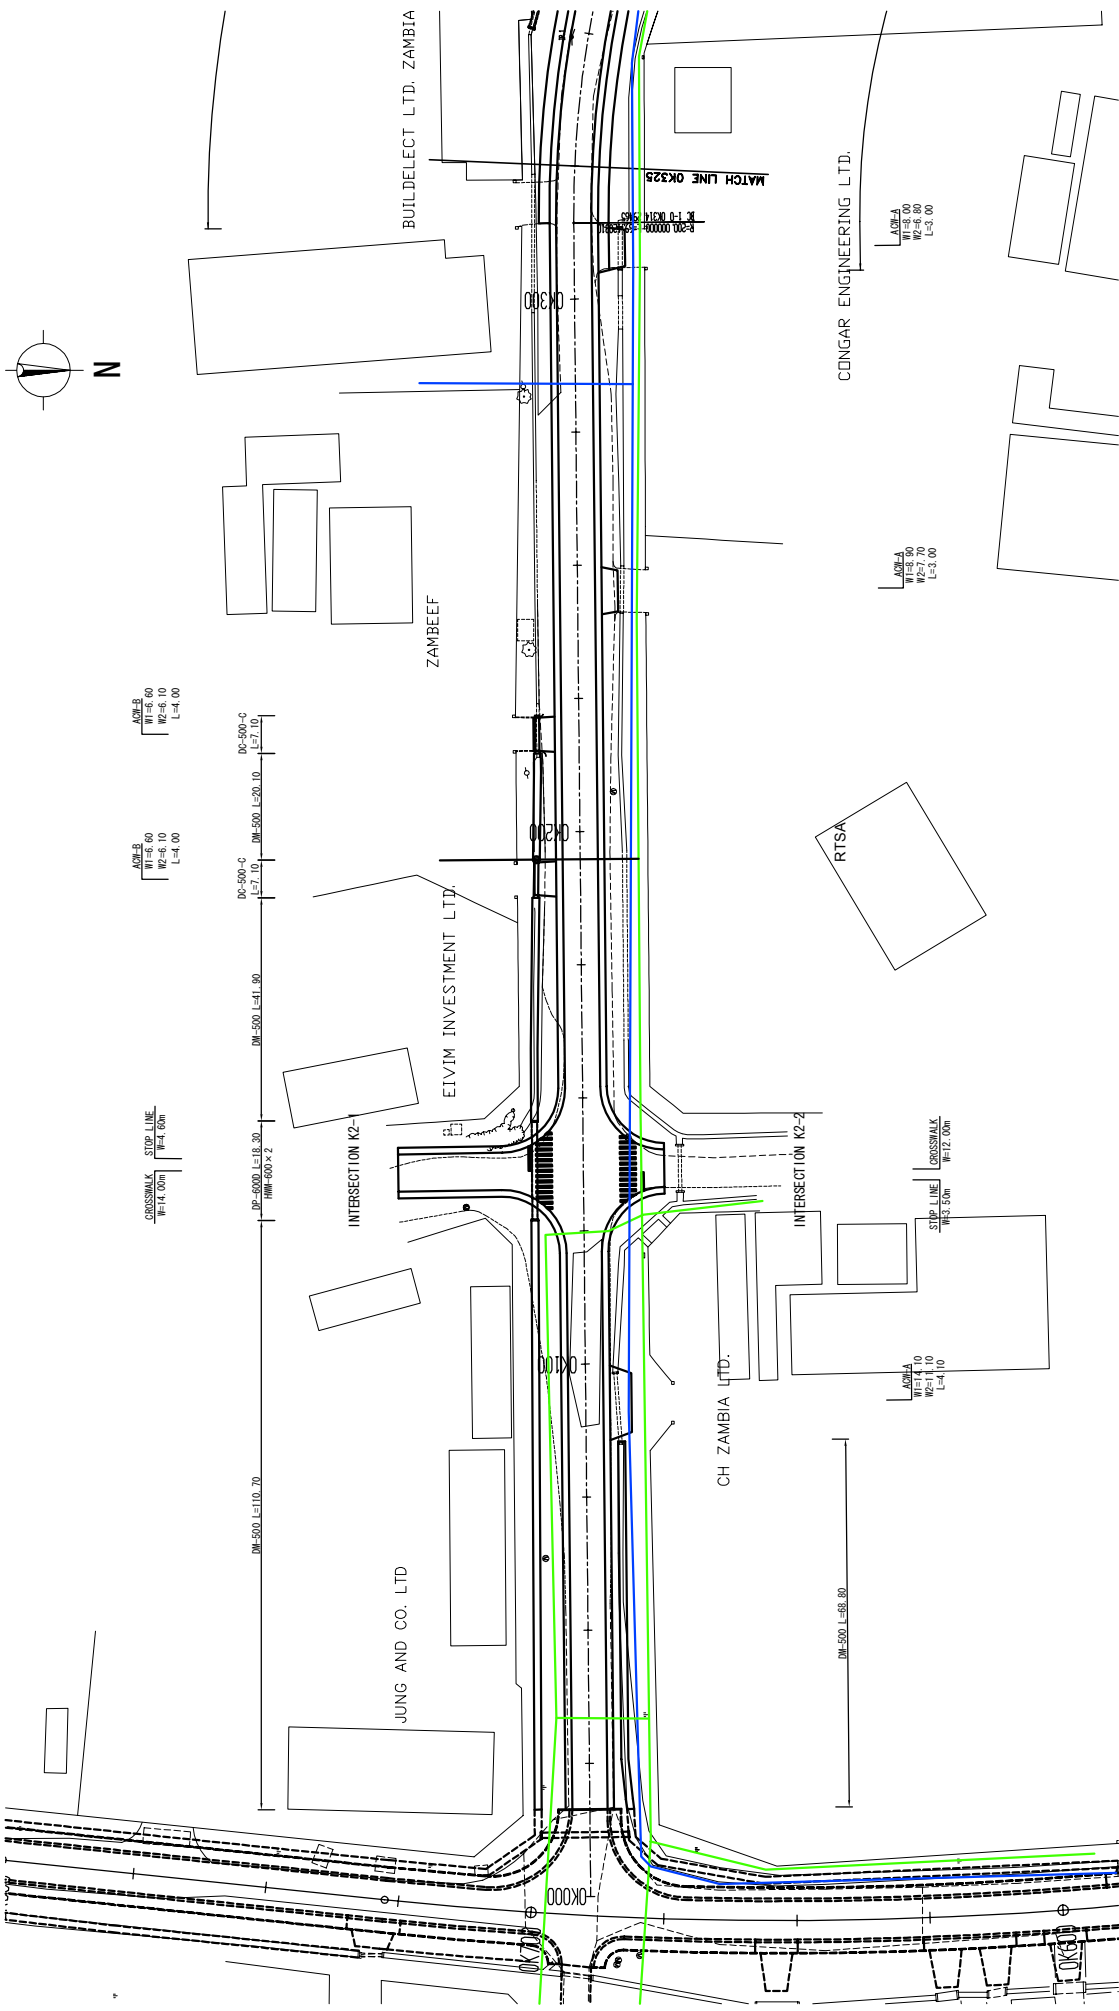 BUILDELECT LTD. ZAMBIA
MATCH LINE 0K325
BC 1-0 0K314.29465
CONGAR ENGINEERING LTD.
ACW-A
W1=8.00
W2=6.80
L=3.00
0K300
N
ACW-A
W1=8.90
W2=7.70
L=3.00
ZAMBEEF
ACW-B
W1=6.60
W2=6.10
L=4.00
DC-500-C
L=7.10
DM-500 L=20.10
0K200
RTSA
ACW-B
W1=6.60
W2=6.10
L=4.00
DC-500-C
L=7.10
EIVIM INVESTMENT LTD.
DM-500 L=41.90
STOP LINE
W=4.60m
CROSSWALK
W=14.00m
DP-600D L=18.30
HWM-600×2
INTERSECTION K2-1
INTERSECTION K2-2
CROSSWALK
W=12.00m
STOP LINE
W=3.50m
0K100
CH ZAMBIA LTD.
ACW-A
W1=14.10
W2=11.10
L=4.10
DM-500 L=110.70
JUNG AND CO. LTD
DM-500 L=68.80
0K000
0K700
0K600